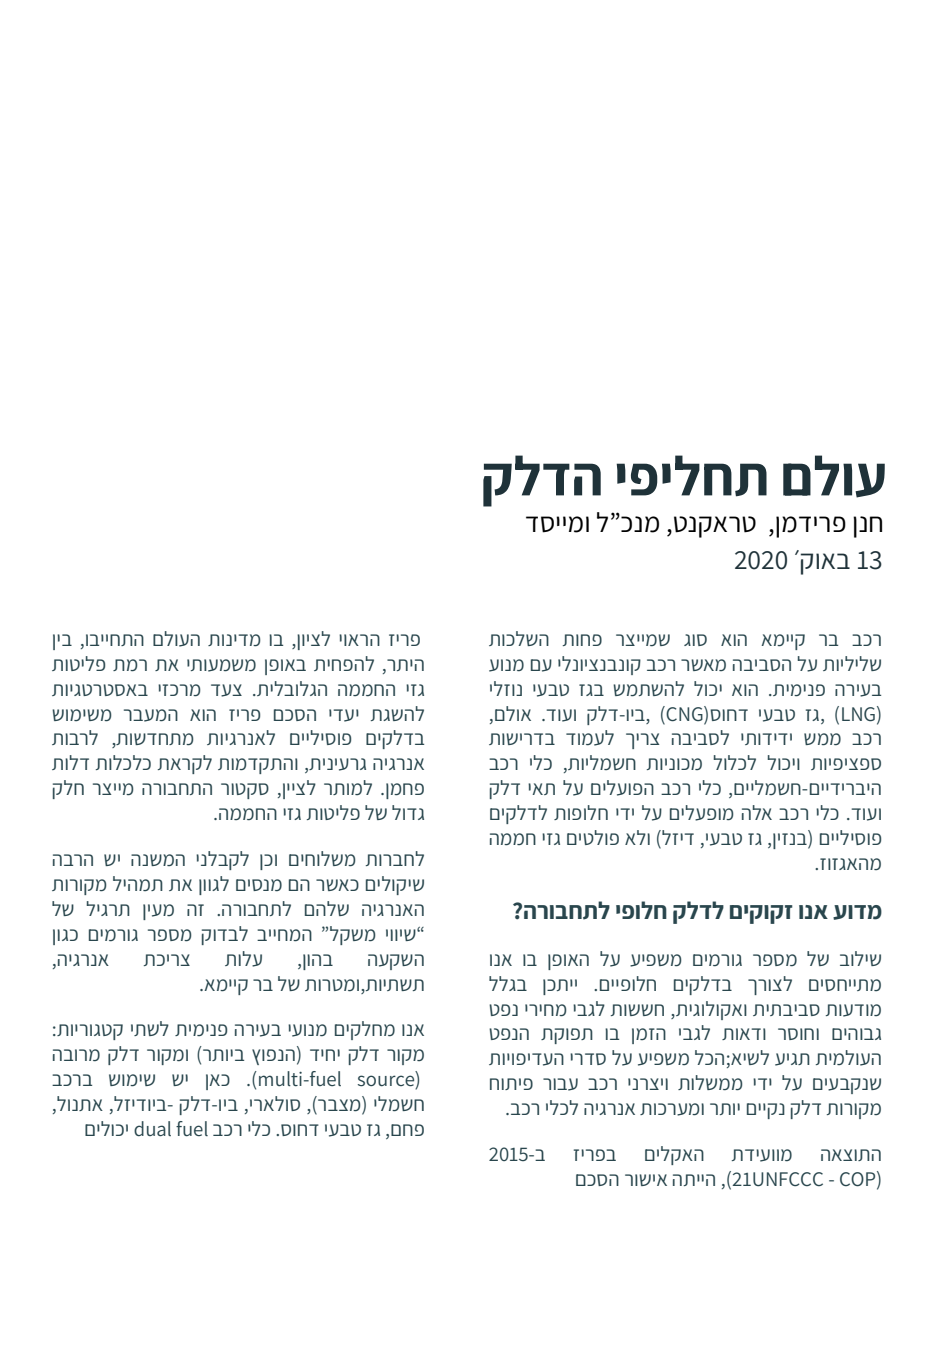 עולם תחליפי הדלק
חנן פרידמן, טראקנט, מנכ”ל ומייסד
13 באוק׳ 2020
רכב בר קיימא הוא סוג שמייצר פחות השלכות
שליליות על הסביבה מאשר רכב קונבנציונלי עם מנוע
בעירה פנימית. הוא יכול להשתמש בגז טבעי נוזלי
(LNG) ,גז טבעי דחוס(CNG) ,ביו-דלק ועוד. אולם,
רכב ממש ידידותי לסביבה צריך לעמוד בדרישות
ספציפיות ויכול לכלול מכוניות חשמליות, כלי רכב
היברידיים-חשמליים, כלי רכב הפועלים על תאי דלק
ועוד. כלי רכב אלה מופעלים על ידי חלופות לדלקים
פוסיליים (בנזין, גז טבעי, דיזל) ולא פולטים גזי חממה
מהאגזוז.
מדוע אנו זקוקים לדלק חלופי לתחבורה?
שילוב של מספר גורמים משפיע על האופן בו אנו
מתייחסים לצורך בדלקים חלופיים. ייתכן בגלל
מודעות סביבתית ואקולוגית, חששות לגבי מחירי נפט
גבוהים וחוסר ודאות לגבי הזמן בו תפוקת הנפט
העולמית תגיע לשיא;הכל משפיע על סדרי העדיפויות
שנקבעים על ידי ממשלות ויצרני רכב עבור פיתוח
מקורות דלק נקיים יותר ומערכות אנרגיה לכלי רכב.
התוצאה מוועידת האקלים בפריז ב-2015
(21UNFCCC - COP), הייתה אישור הסכם
פריז הראוי לציון, בו מדינות העולם התחייבו, בין
היתר, להפחית באופן משמעותי את רמת פליטות
גזי החממה הגלובלית. צעד מרכזי באסטרטגיות
להשגת יעדי הסכם פריז הוא המעבר משימוש
בדלקים פוסיליים לאנרגיות מתחדשות, לרבות
אנרגיה גרעינית, והתקדמות לקראת כלכלות דלות
פחמן. למותר לציין, סקטור התחבורה מייצר חלק
גדול של פליטות גזי החממה.
לחברות משלוחים וכן לקבלני המשנה יש הרבה
שיקולים כאשר הם מנסים לגוון את תמהיל מקורות
האנרגיה שלהם לתחבורה. זה מעין תרגיל של
“שיווי משקל” המחייב לבדוק מספר גורמים כגון
השקעה בהון, עלות צריכת אנרגיה,
תשתיות,ומטרות של בר קיימא.
אנו מחלקים מנועי בעירה פנימית לשתי קטגוריות:
מקור דלק יחיד (הנפוץ ביותר) ומקור דלק מרובה
(multi-fuel source). כאן יש שימוש ברכב
חשמלי (מצבר), סולארי, ביו-דלק -ביודיזל, אתנול,
פחם, גז טבעי דחוס. כלי רכב dual fuel יכולים